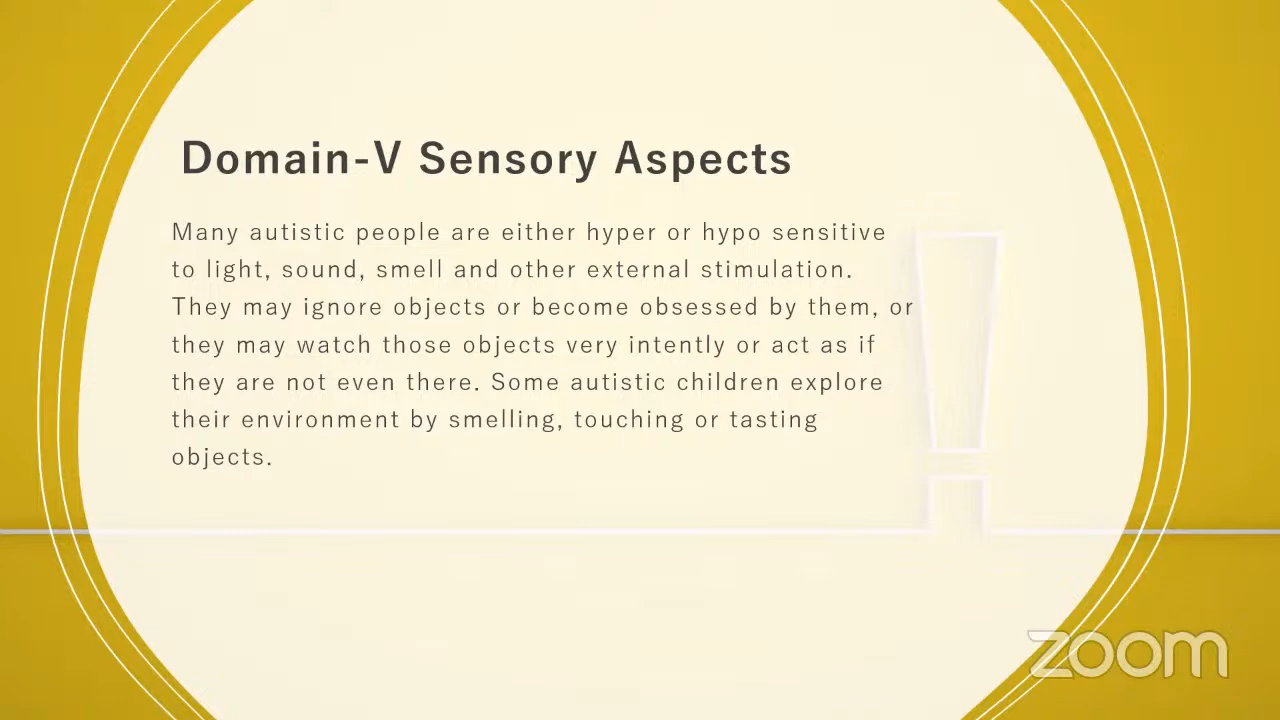 Domain-V Sensory Aspects
Many autistic people are either hyper or hypo sensitive
to light, sound, smell and other external stimulation.
They may ignore objects or become obsessed by them, or
they may watch those objects very intently or act as if
they are not even there. Some autistic children explore
their environment by smelling, touching or tasting
objects.
zoom